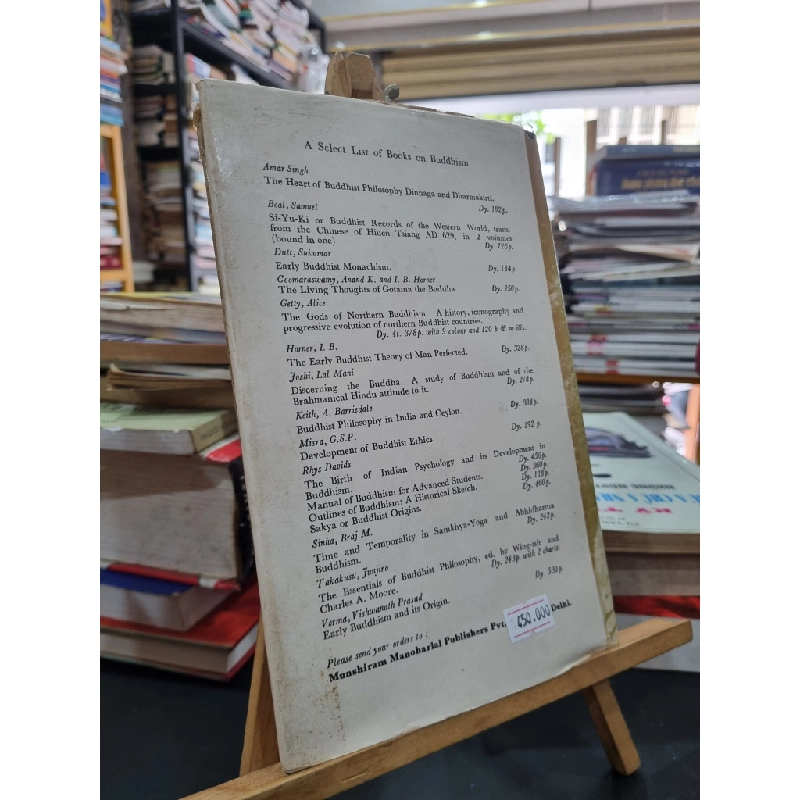 A Select List of Books on Buddhism
Amar Singh
The Heart of Buddhist Philosophy Dinnaga and Dharmakirti.
Dy. 192p.
Beal, Samuel
Si-Yu-Ki or Buddhist Records of the Western World, trans.
from the Chinese of Hiuen Tsiang AD 629, in 2 volumes
(bound in one)
Dutt, Sukumar
Early Buddhist Monachism. Dy. 184p.
Coomaraswamy, Anand K. and I. B. Horner
The Living Thoughts of Gotama the Buddha Dy. 250p.
Getty, Alice
The Gods of Northern Buddhism. A history, iconography and
progressive evolution of northern Buddhist countries.
Horner, I. B.
The Early Buddhist Theory of Man Perfected. Dy. 328p.
Joshi, Lal Mani
Discerning the Buddha A study of Buddhism and of the
Brahmanical Hindu attitude to it.
Keith, A. Barriedale
Buddhist Philosophy in India and Ceylon.
Misra, G.S.P.
Development of Buddhist Ethics Dy. 192 p.
Rhys Davids
The Birth of Indian Psychology and its Development in
Buddhism.
Manual of Buddhism for Advanced Students.
Outlines of Buddhism: A Historical Sketch.
Sakya or Buddhist Origins. Dy. 460p.
Sinha, Braj M.
Time and Temporality in Samkhya-Yoga and Abhidharma
Buddhism. Dy. 242p.
Takakusu, Junjiro
The Essentials of Buddhist Philosophy, ed. by Wing-tsit and
Charles A. Moore.
Verma, Vishwanath Prasad
Early Buddhism and its Origin.
Please send your orders to :
Munshiram Manoharlal Publishers Pvt. Delhi.
450.000